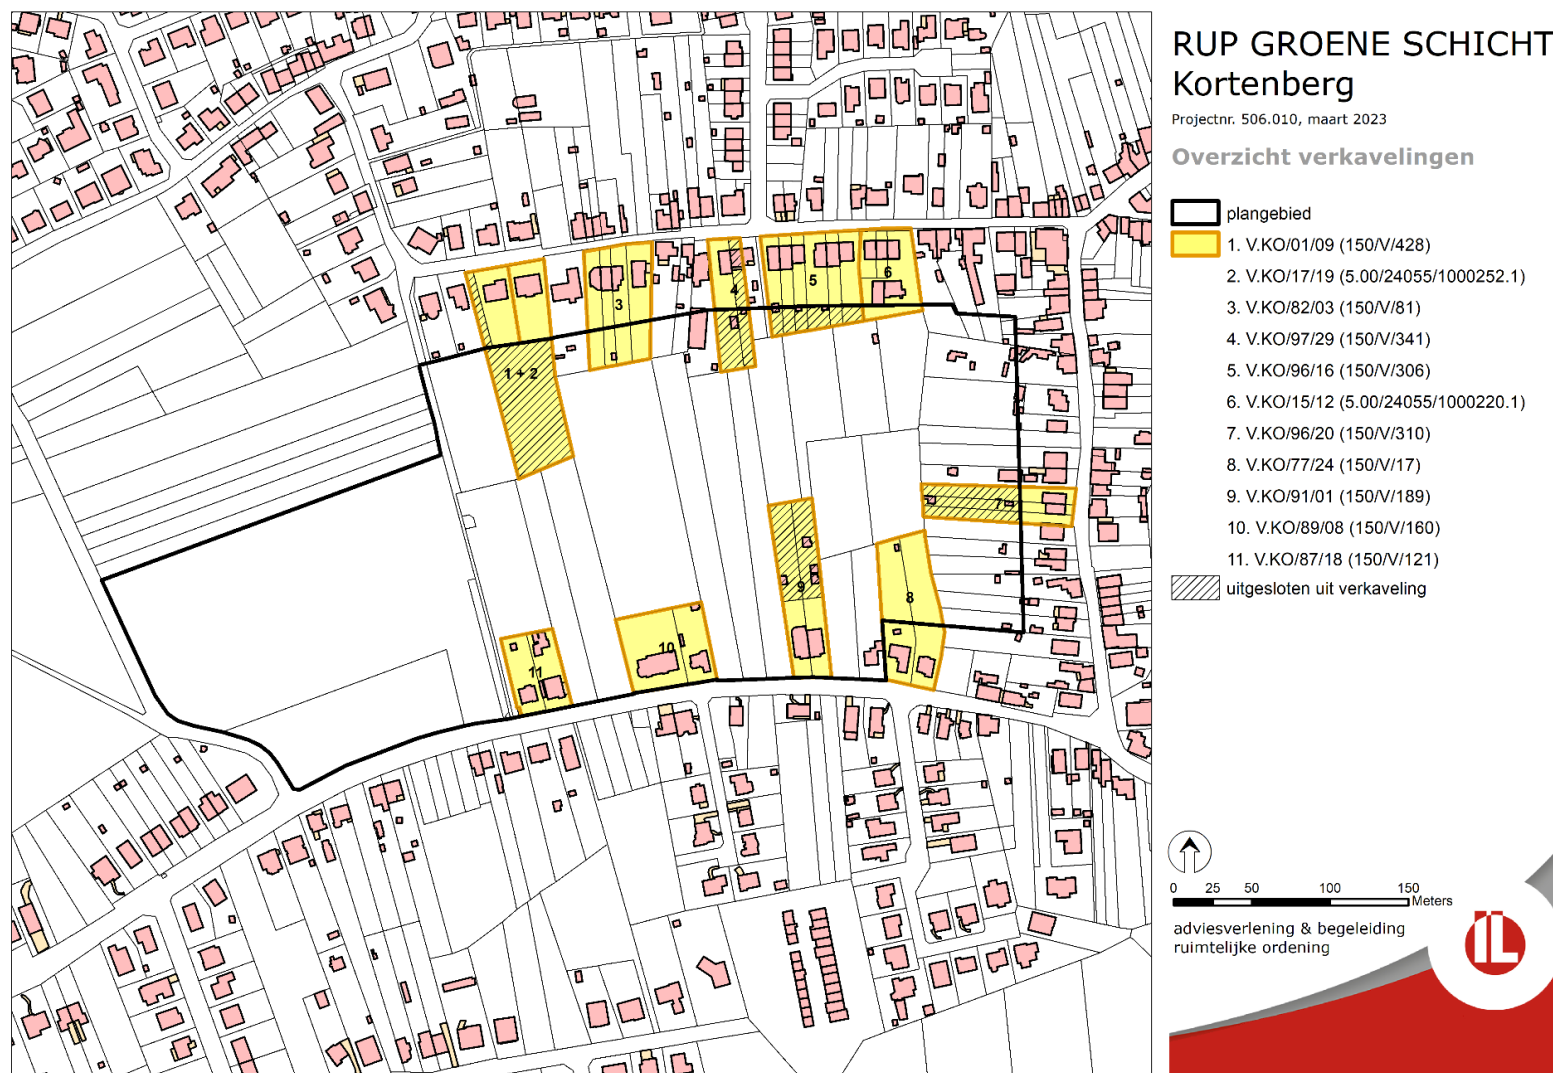 RUP GROENE SCHICHT
Kortenberg
Projectnr. 506.010, maart 2023
Overzicht verkavelingen
plangebied
1. V.KO/01/09 (150/V/428)
2. V.KO/17/19 (5.00/24055/1000252.1)
3. V.KO/82/03 (150/V/81)
4. V.KO/97/29 (150/V/341)
5. V.KO/96/16 (150/V/306)
6. V.KO/15/12 (5.00/24055/1000220.1)
7. V.KO/96/20 (150/V/310)
8. V.KO/77/24 (150/V/17)
9. V.KO/91/01 (150/V/189)
10. V.KO/89/08 (150/V/160)
11. V.KO/87/18 (150/V/121)
uitgesloten uit verkaveling
6
5
4
3
1 + 2
7
9
8
10
11
0 25 50 100 150
Meters
adviesverlening & begeleiding
ruimtelijke ordening
IL